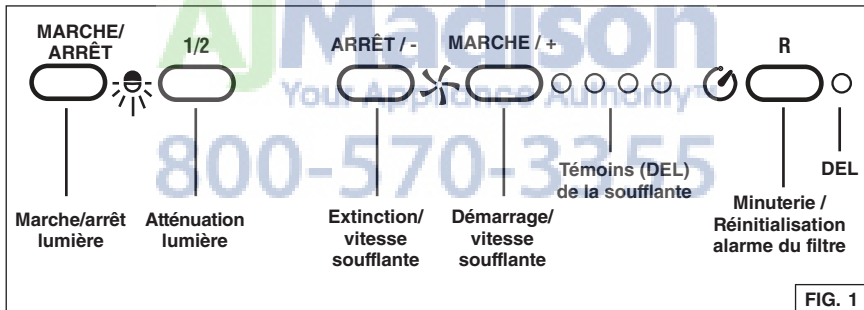 AJMadison
Your Appliance Authority™
800-570-3355
MARCHE/
ARRÊT
1/2
ARRÊT / -
MARCHE / +
R
Marche/arrêt
lumière
Atténuation
lumière
Extinction/
vitesse
soufflante
Démarrage/
vitesse
soufflante
Témoins (DEL)
de la soufflante
Minuterie /
Réinitialisation
alarme du filtre
DEL
FIG. 1